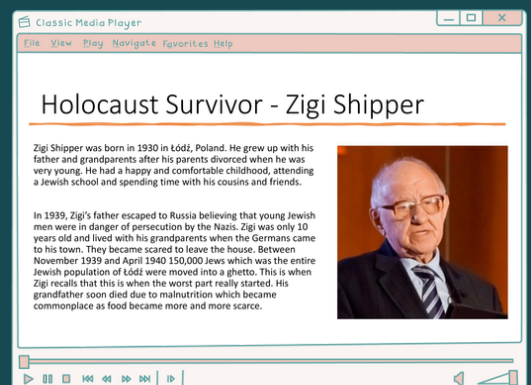 Classic Media Player
File View Play Navigate Favorites Help
Holocaust Survivor - Zigi Shipper
Zigi Shipper was born in 1930 in Łódź, Poland. He grew up with his
father and grandparents after his parents divorced when he was
very young. He had a happy and comfortable childhood, attending
a Jewish school and spending time with his cousins and friends.
In 1939, Zigi's father escaped to Russia believing that young Jewish
men were in danger of persecution by the Nazis. Zigi was only 10
years old and lived with his grandparents when the Germans came
to his town. They became scared to leave the house. Between
November 1939 and April 1940 150,000 Jews which was the entire
Jewish population of Łódź were moved into a ghetto. This is when
Zigi recalls that this is when the worst part really started. His
grandfather soon died due to malnutrition which became
commonplace as food became more and more scarce.